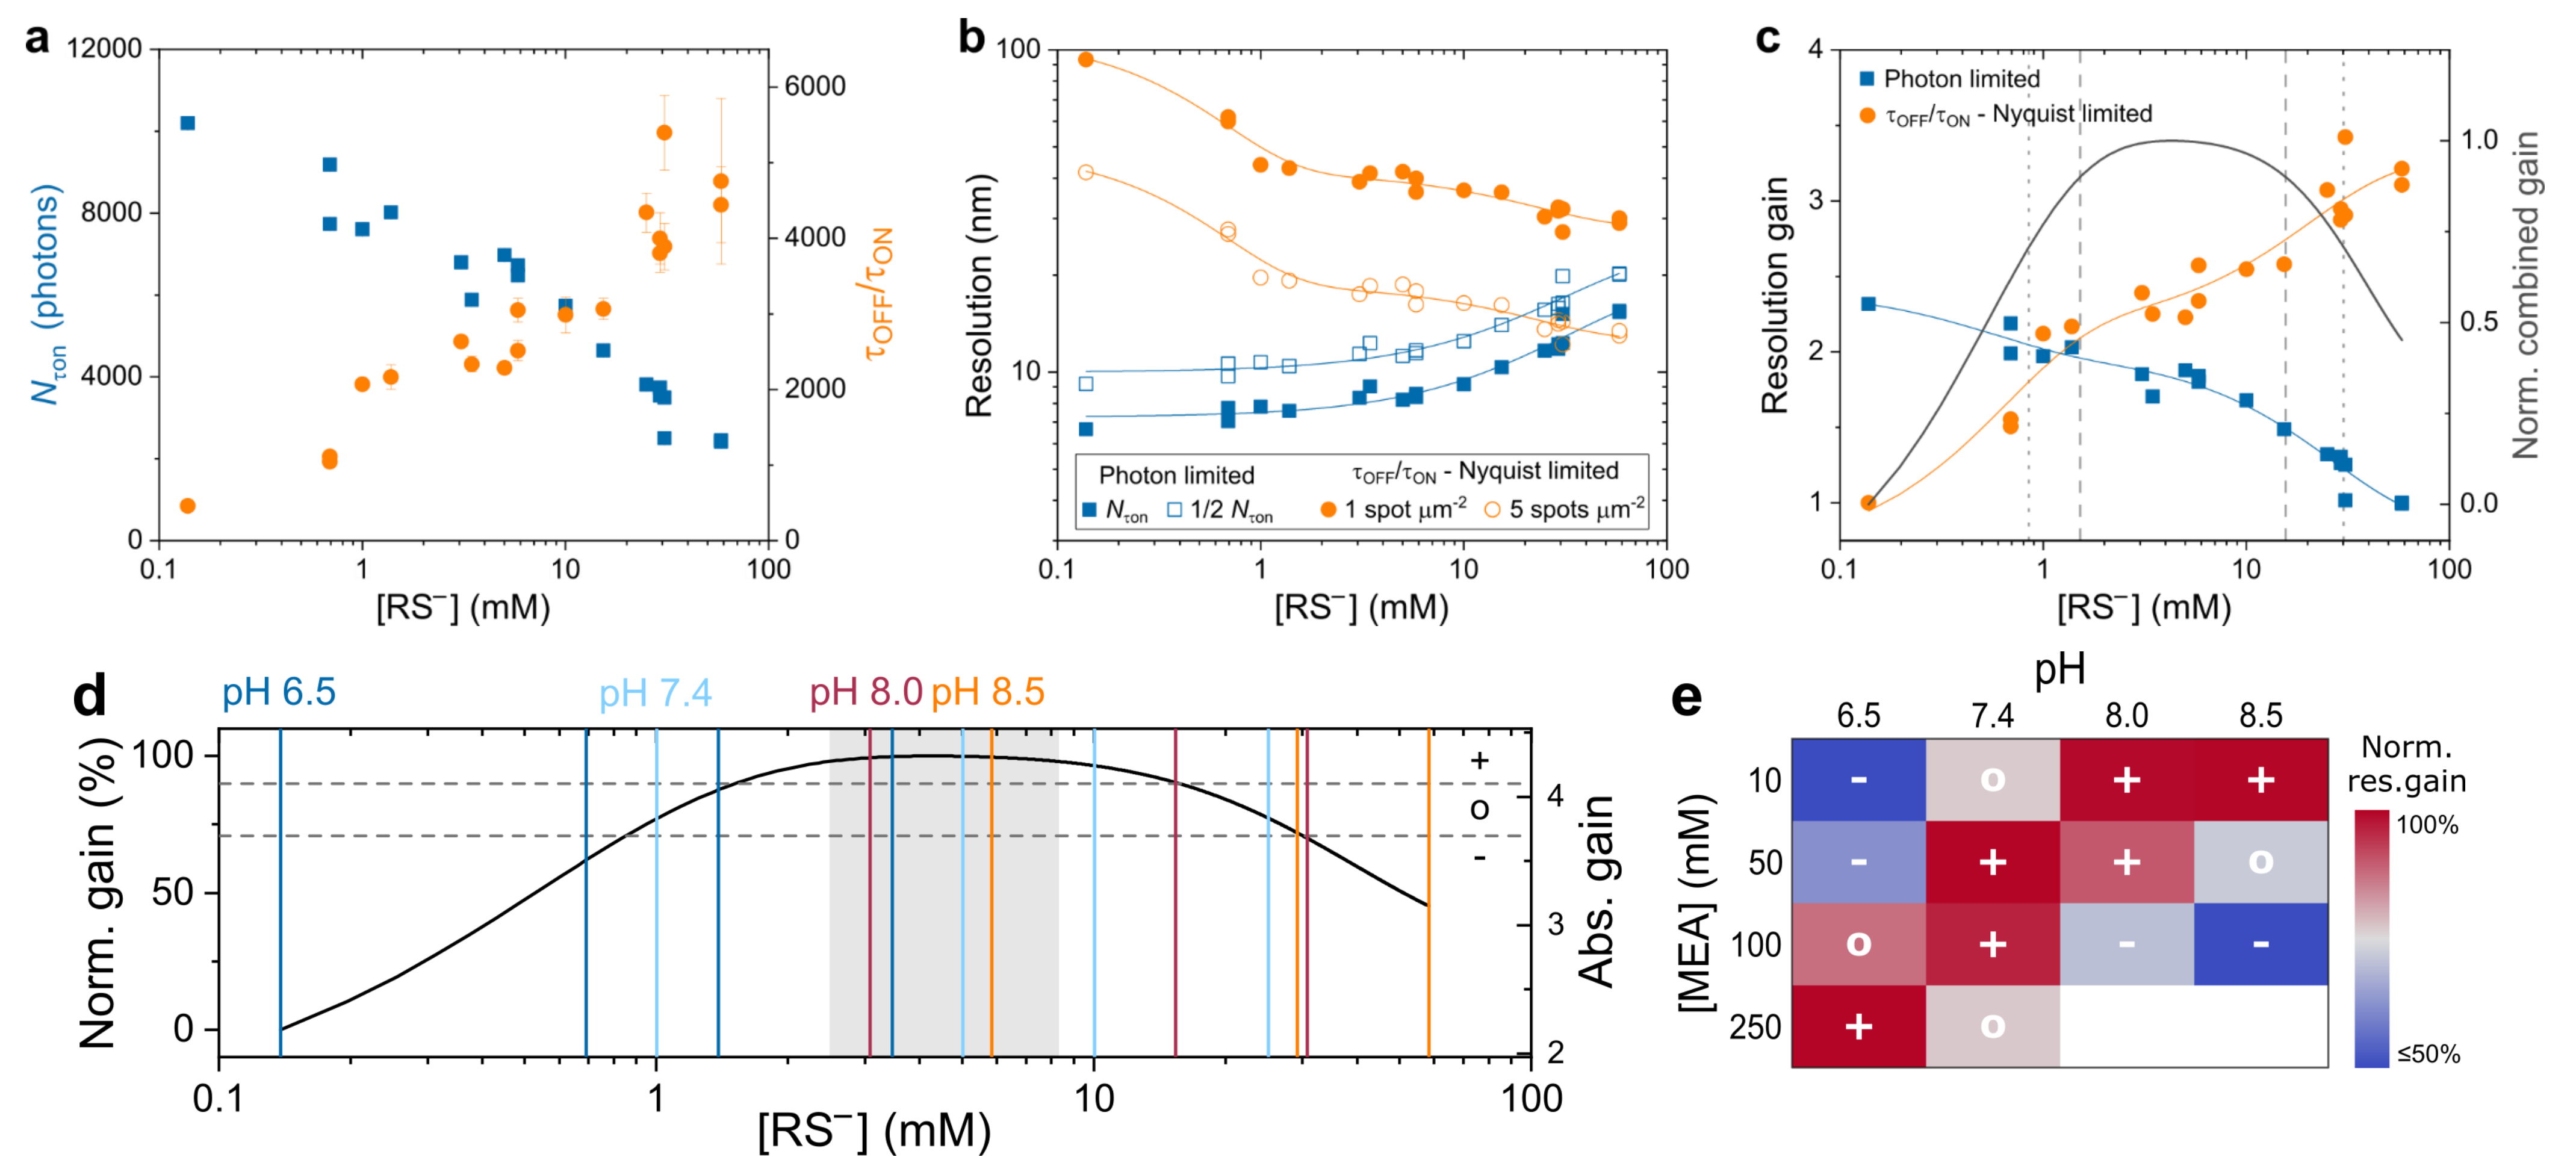 a
12000
8000
4000
0
Nτon (photons)
6000
4000
2000
0
τOFF/τON
0.1 1 10 100
[RS⁻] (mM)
b
100
10
Resolution (nm)
Photon limited τOFF/τON - Nyquist limited
Nτon 1/2 Nτon 1 spot μm⁻² 5 spots μm⁻²
0.1 1 10 100
[RS⁻] (mM)
c
4
3
2
1
Resolution gain
Photon limited
τOFF/τON - Nyquist limited
1.0
0.5
0.0
Norm. combined gain
0.1 1 10 100
[RS⁻] (mM)
d
pH 6.5 pH 7.4 pH 8.0 pH 8.5
100
50
0
Norm. gain (%)
+
o
-
4
3
2
Abs. gain
0.1 1 10 100
[RS⁻] (mM)
e
pH
6.5 7.4 8.0 8.5
[MEA] (mM)
10 - o + +
50 - + + o
100 o + - -
250 + o
Norm.
res.gain
100%
≤50%